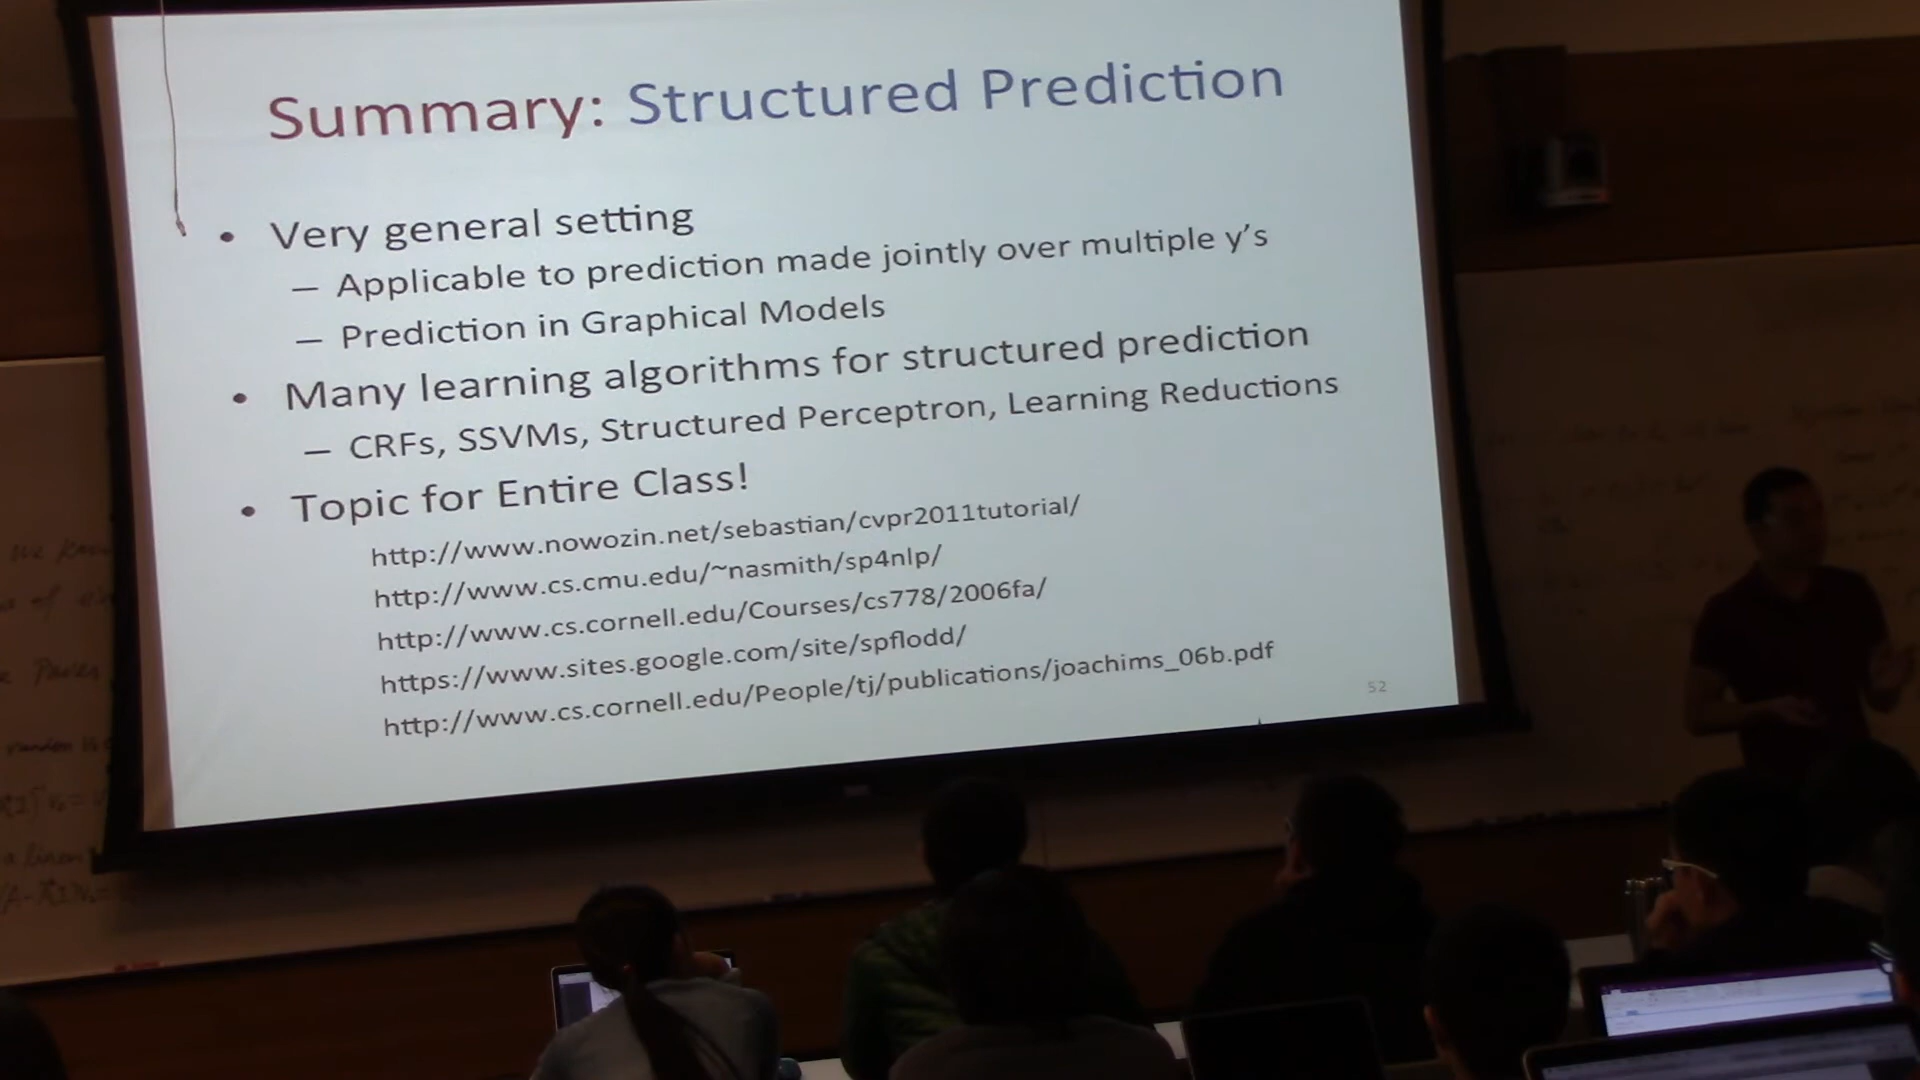 Summary: Structured Prediction
• Very general setting
– Applicable to prediction made jointly over multiple y's
– Prediction in Graphical Models
• Many learning algorithms for structured prediction
– CRFs, SSVMs, Structured Perceptron, Learning Reductions
• Topic for Entire Class!
http://www.nowozin.net/sebastian/cvpr2011tutorial/
http://www.cs.cmu.edu/~nasmith/sp4nlp/
http://www.cs.cornell.edu/Courses/cs778/2006fa/
https://www.sites.google.com/site/spflodd/
http://www.cs.cornell.edu/People/tj/publications/joachims_06b.pdf
52